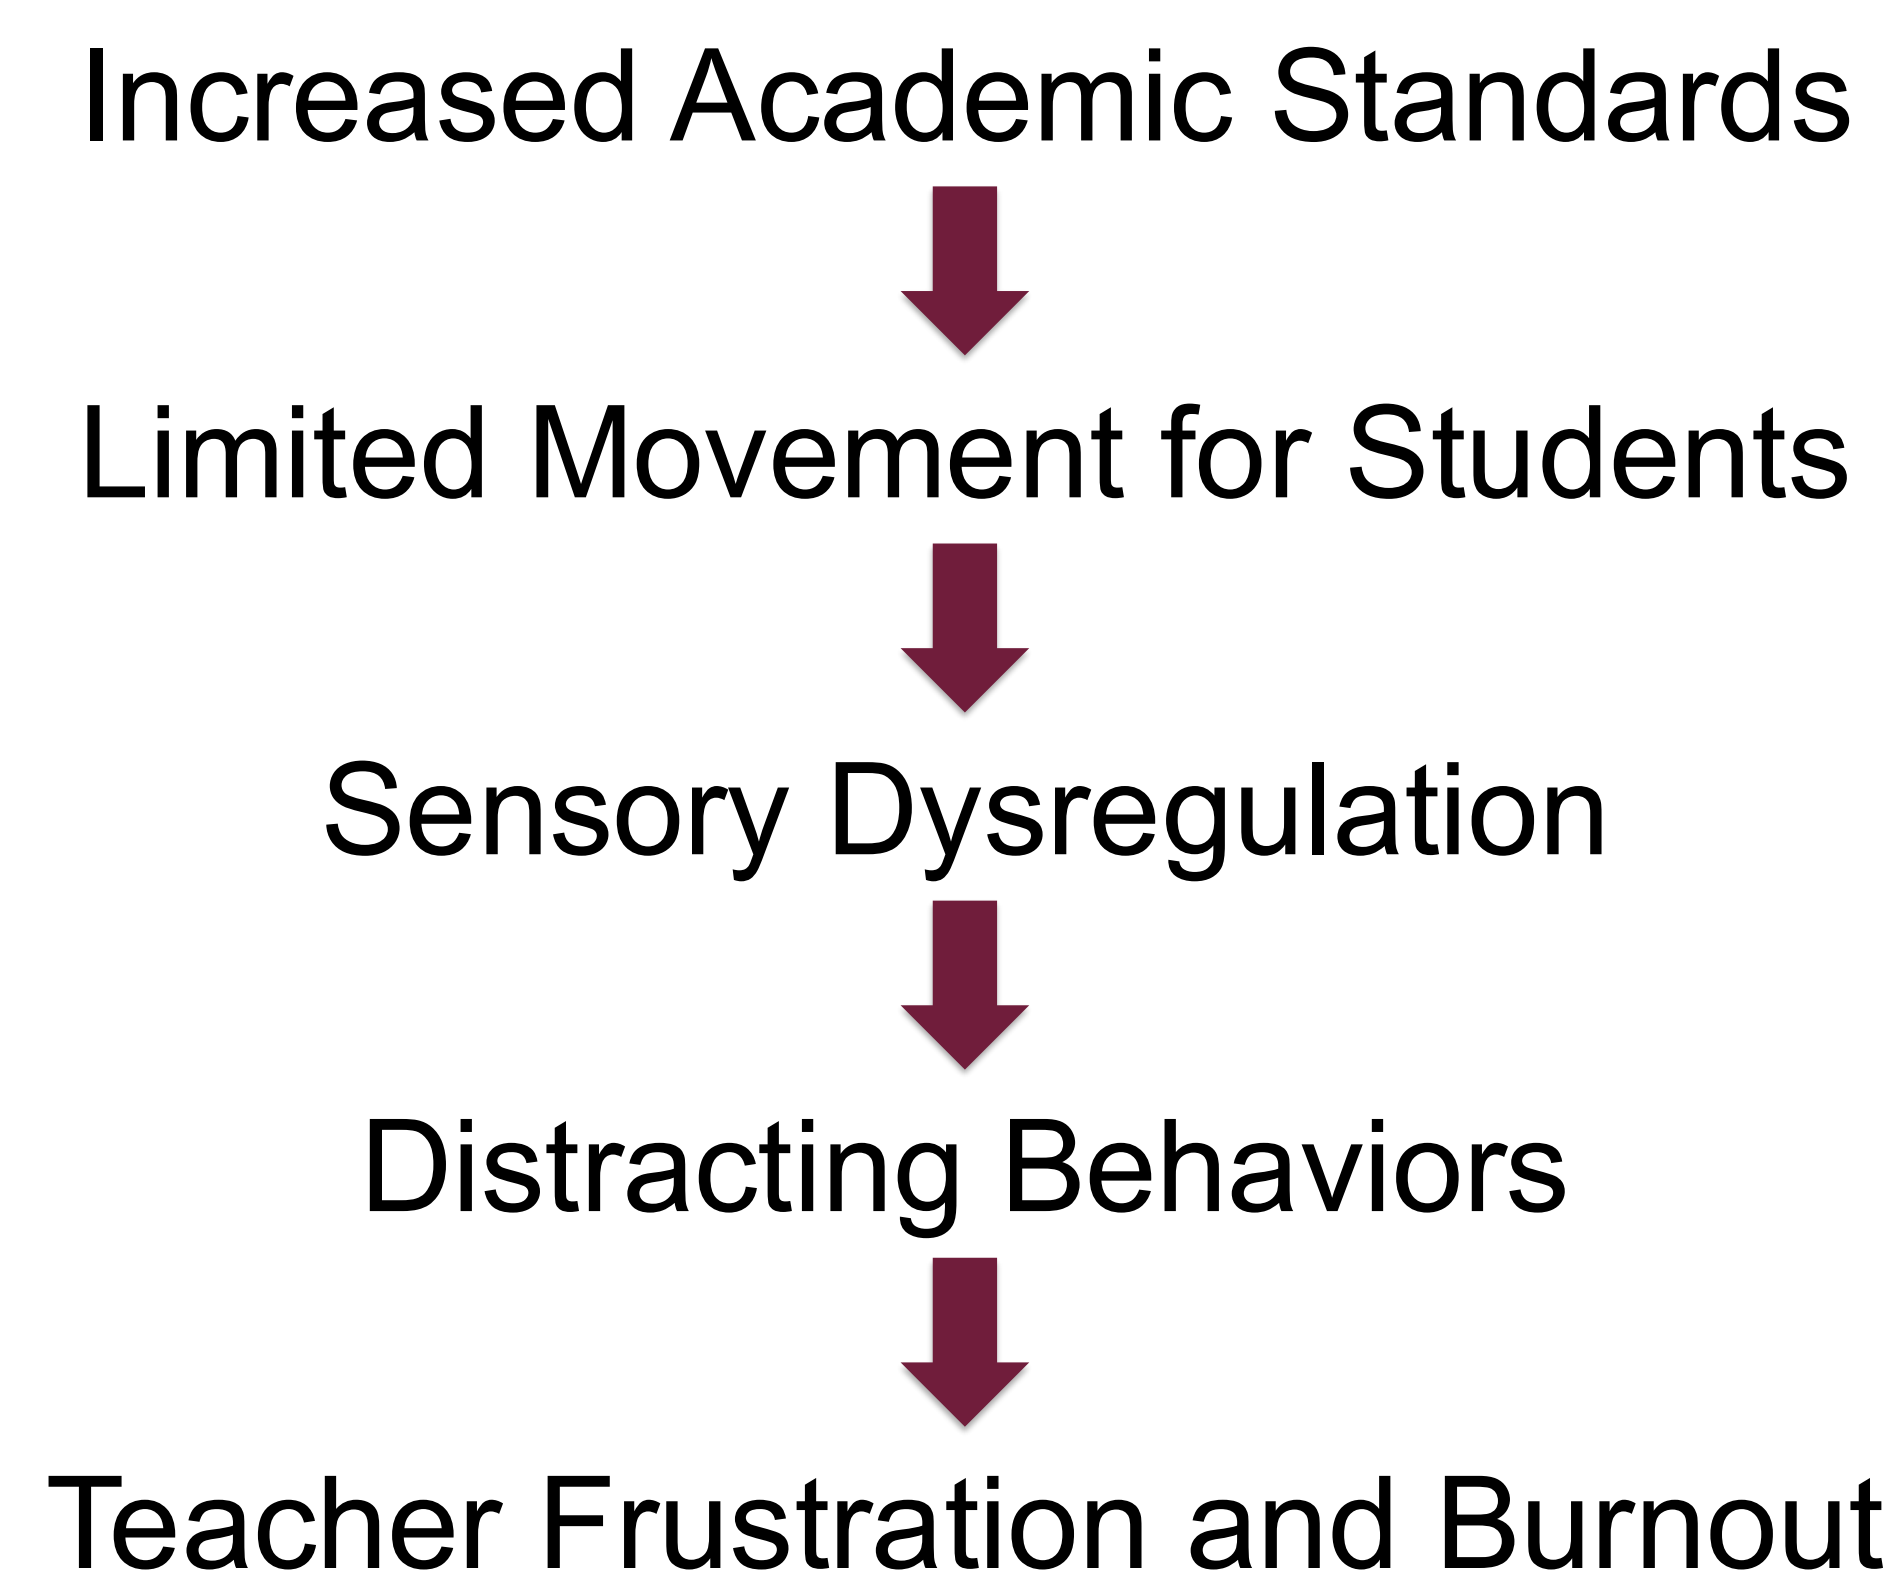 Increased Academic Standards
Limited Movement for Students
Sensory Dysregulation
Distracting Behaviors
Teacher Frustration and Burnout